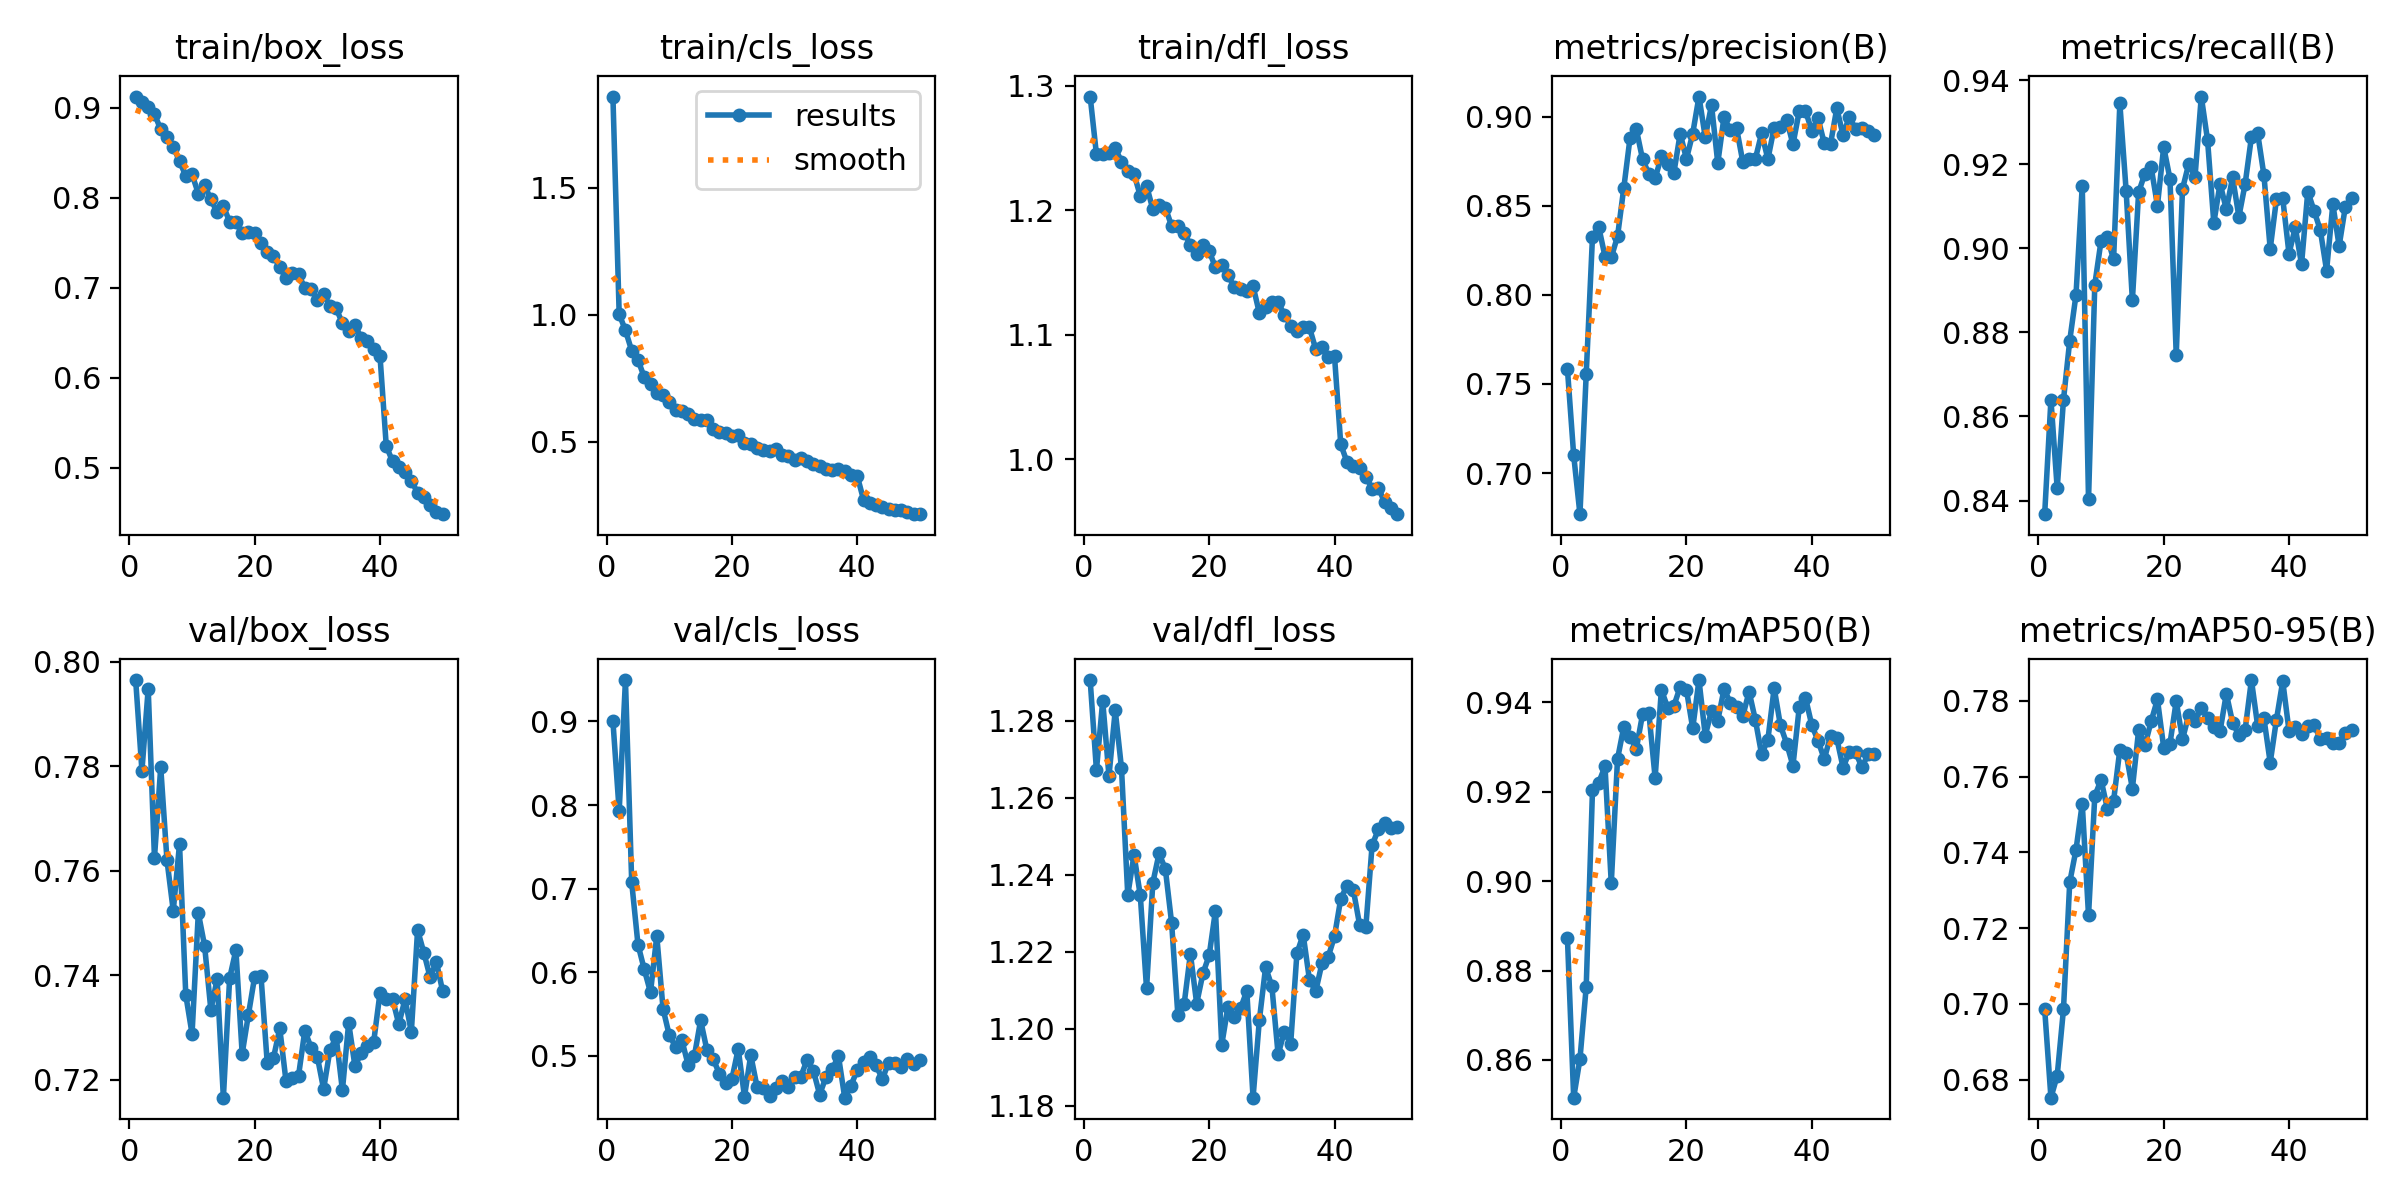 train/box_loss
0.9
0.8
0.7
0.6
0.5
0 20 40
train/cls_loss
results
smooth
1.5
1.0
0.5
0 20 40
train/dfl_loss
1.3
1.2
1.1
1.0
0 20 40
metrics/precision(B)
0.90
0.85
0.80
0.75
0.70
0 20 40
metrics/recall(B)
0.94
0.92
0.90
0.88
0.86
0.84
0 20 40
val/box_loss
0.80
0.78
0.76
0.74
0.72
0 20 40
val/cls_loss
0.9
0.8
0.7
0.6
0.5
0 20 40
val/dfl_loss
1.28
1.26
1.24
1.22
1.20
1.18
0 20 40
metrics/mAP50(B)
0.94
0.92
0.90
0.88
0.86
0 20 40
metrics/mAP50-95(B)
0.78
0.76
0.74
0.72
0.70
0.68
0 20 40